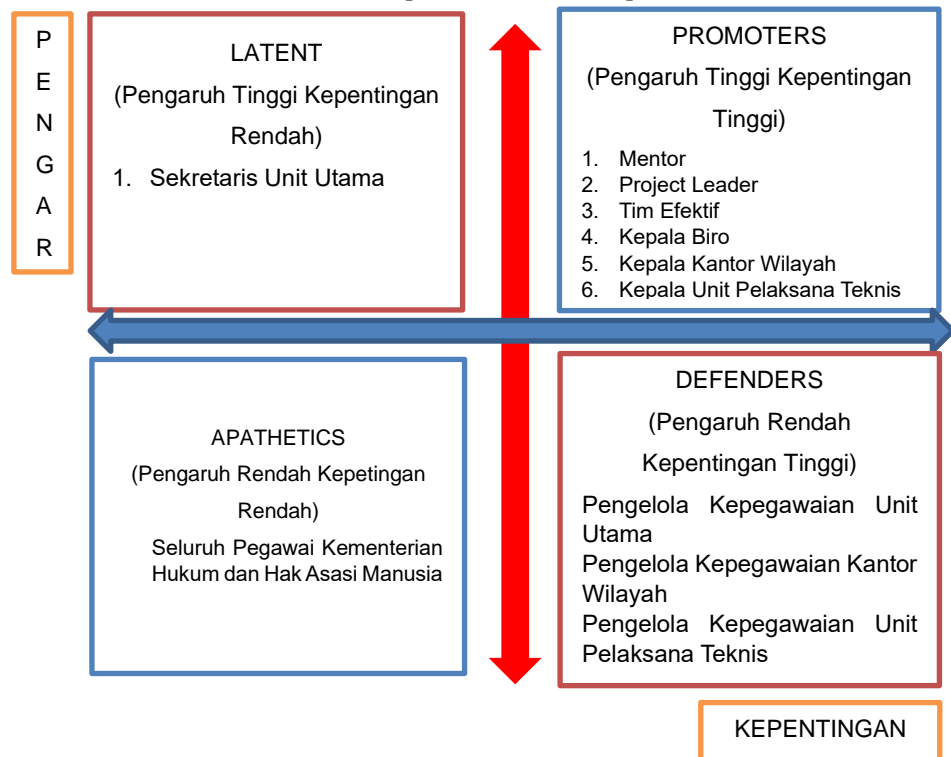 P
E
N
G
A
R
LATENT
(Pengaruh Tinggi Kepentingan
Rendah)
1. Sekretaris Unit Utama
PROMOTERS
(Pengaruh Tinggi Kepentingan
Tinggi)
1. Mentor
2. Project Leader
3. Tim Efektif
4. Kepala Biro
5. Kepala Kantor Wilayah
6. Kepala Unit Pelaksana Teknis
APATHETICS
(Pengaruh Rendah Kepetingan
Rendah)
Seluruh Pegawai Kementerian
Hukum dan Hak Asasi Manusia
DEFENDERS
(Pengaruh Rendah
Kepentingan Tinggi)
Pengelola Kepegawaian Unit
Utama
Pengelola Kepegawaian Kantor
Wilayah
Pengelola Kepegawaian Unit
Pelaksana Teknis
KEPENTINGAN